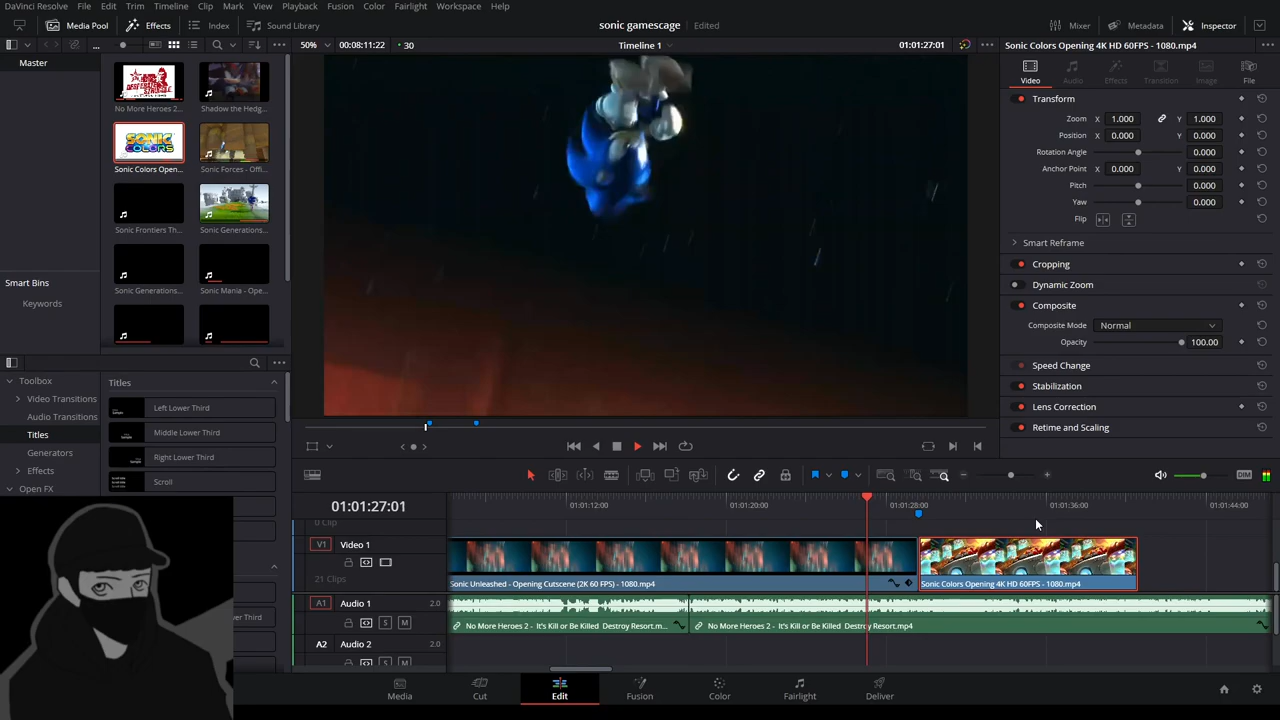 DaVinci Resolve File Edit Trim Timeline Clip Mark View Playback Fusion Color Fairlight Workspace Help
Media Pool Effects Index Sound Library sonic gamescage Edited Mixer Metadata Inspector
... 50% 00:08:11:22 30 Timeline 1 01:01:27:01 Sonic Colors Opening 4K HD 60FPS - 1080.mp4
Master
Video Audio Effects Transition Image File
No More Heroes 2... Shadow the Hedg...
Sonic Colors Open... Sonic Forces - Offi...
Sonic Frontiers Th... Sonic Generations...
Sonic Generations... Sonic Mania - Ope...
SONIC COLORS
Smart Bins
Keywords
Transform
Zoom X 1.000 Y 1.000
Position X 0.000 Y 0.000
Rotation Angle 0.000
Anchor Point X 0.000 Y 0.000
Pitch 0.000
Yaw 0.000
Flip
Smart Reframe
Cropping
Dynamic Zoom
Composite
Composite Mode Normal
Opacity 100.00
Speed Change
Stabilization
Lens Correction
Retime and Scaling
Toolbox
Video Transitions
Audio Transitions
Titles
Generators
Effects
Open FX
Titles
Left Lower Third
Middle Lower Third
Right Lower Third
Scroll
DIM
01:01:27:01 01:01:12:00 01:01:20:00 01:01:28:00 01:01:36:00 01:01:44:00
0 Clip
V1 Video 1
21 Clips
Sonic Unleashed - Opening Cutscene (2K 60 FPS) - 1080.mp4 Sonic Colors Opening 4K HD 60FPS - 1080.mp4
A1 Audio 1 2.0
S M
No More Heroes 2 - It's Kill or Be Killed Destroy Resort.m... No More Heroes 2 - It's Kill or Be Killed Destroy Resort.mp4
A2 Audio 2 2.0
S M
Media Cut Edit Fusion Color Fairlight Deliver